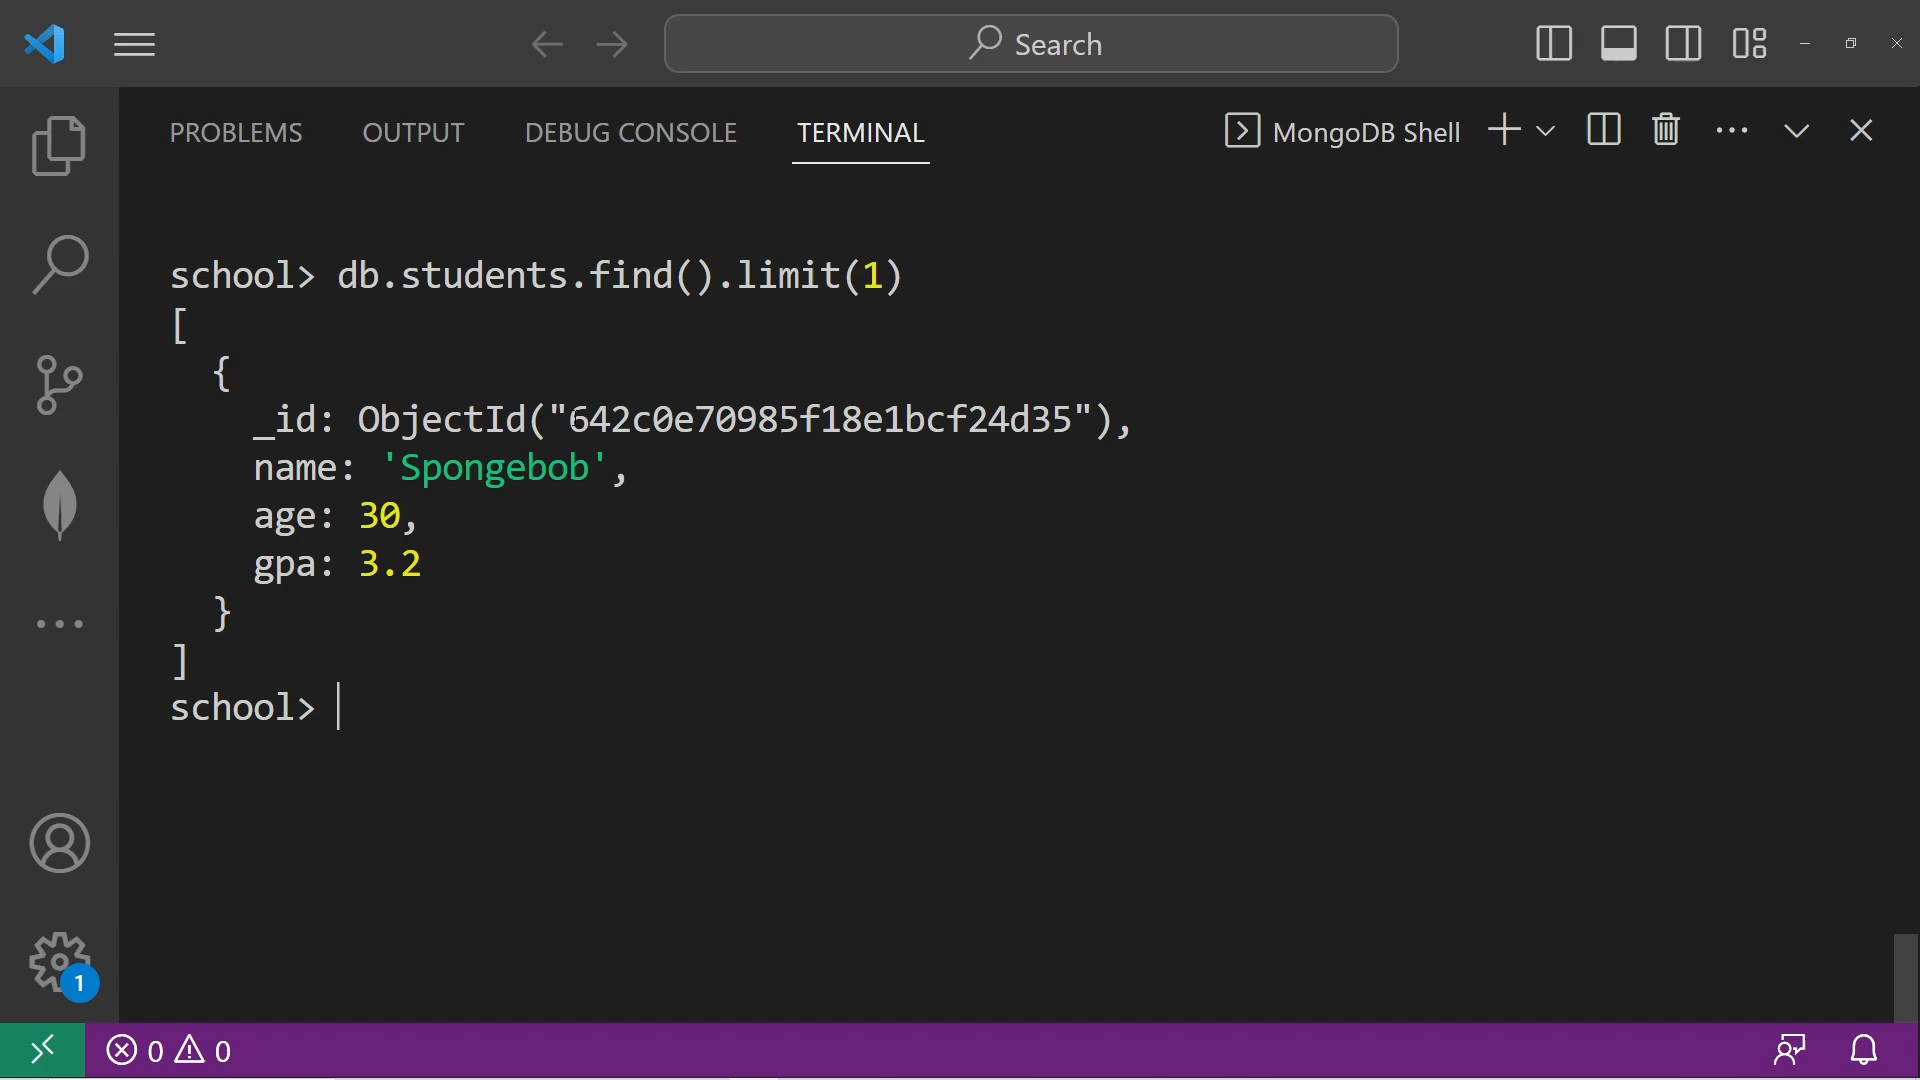 Search
PROBLEMS OUTPUT DEBUG CONSOLE TERMINAL MongoDB Shell
school> db.students.find().limit(1)
[
  {
    _id: ObjectId("642c0e70985f18e1bcf24d35"),
    name: 'Spongebob',
    age: 30,
    gpa: 3.2
  }
]
school>
1
0 0